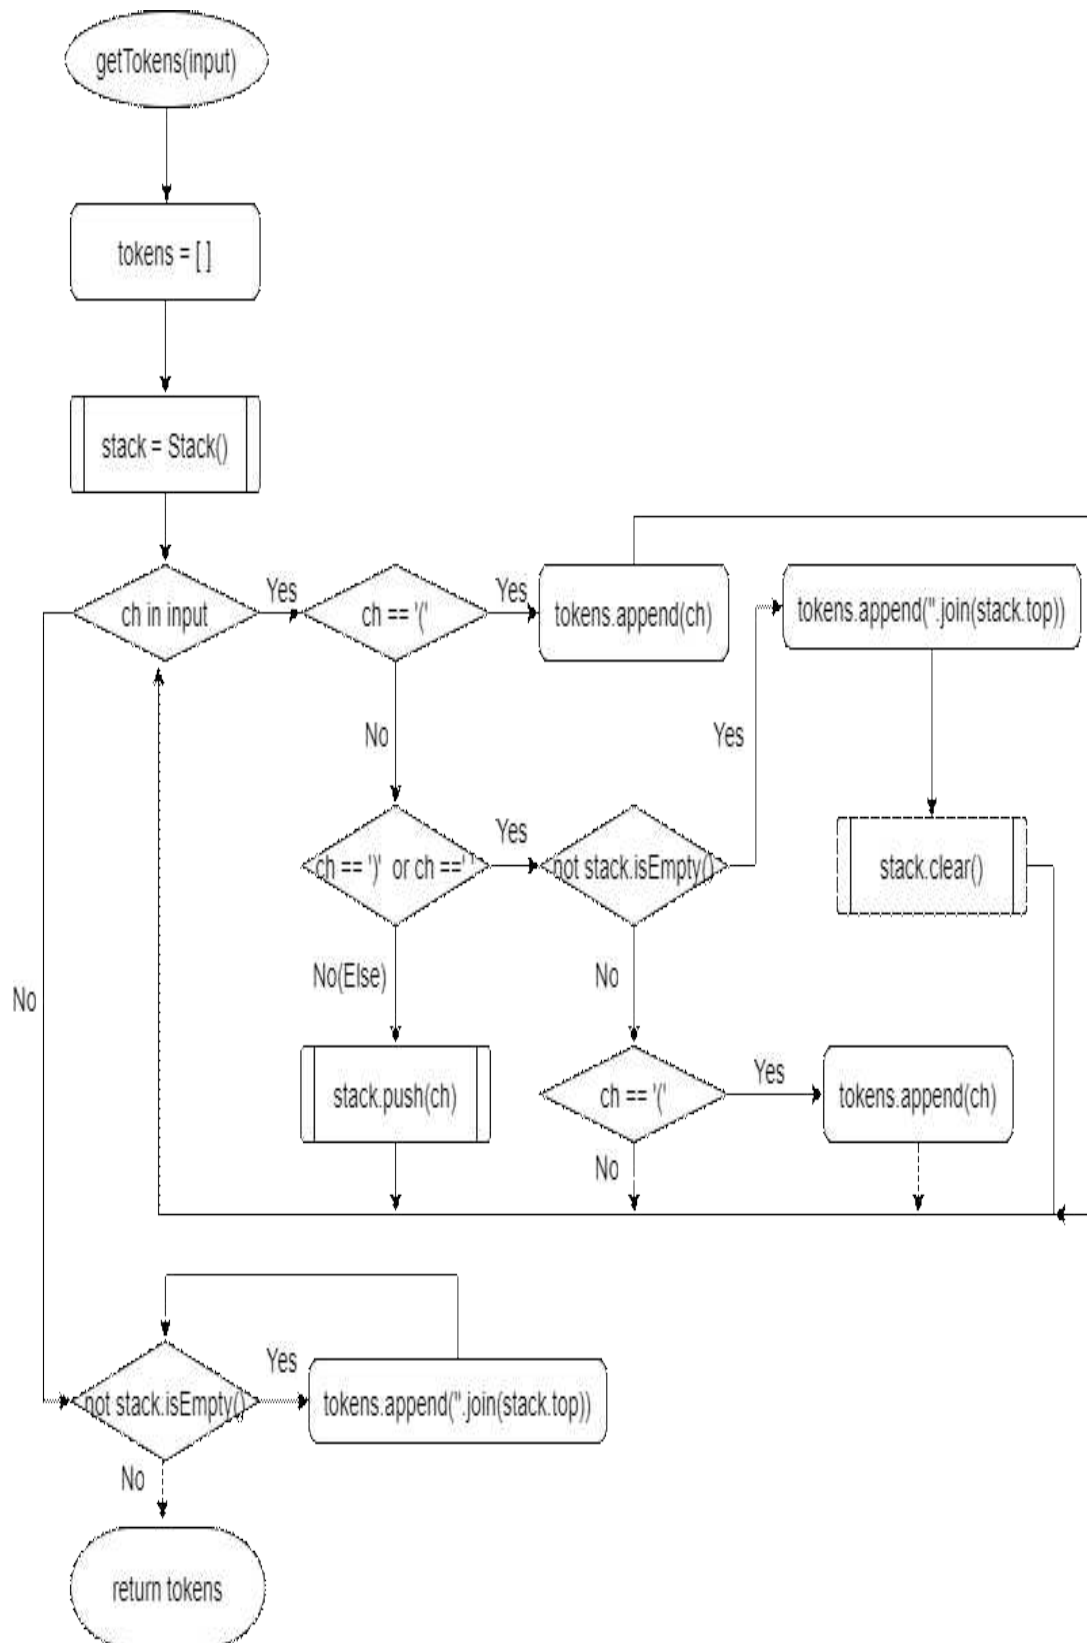 getTokens(input)
tokens = [ ]
stack = Stack()
ch in input
Yes
ch == '('
Yes
tokens.append(ch)
tokens.append(''.join(stack.top))
No
Yes
ch == ')' or ch ==' '
Yes
not stack.isEmpty()
stack.clear()
No(Else)
No
No
stack.push(ch)
ch == '('
Yes
tokens.append(ch)
No
not stack.isEmpty()
Yes
tokens.append(''.join(stack.top))
No
return tokens